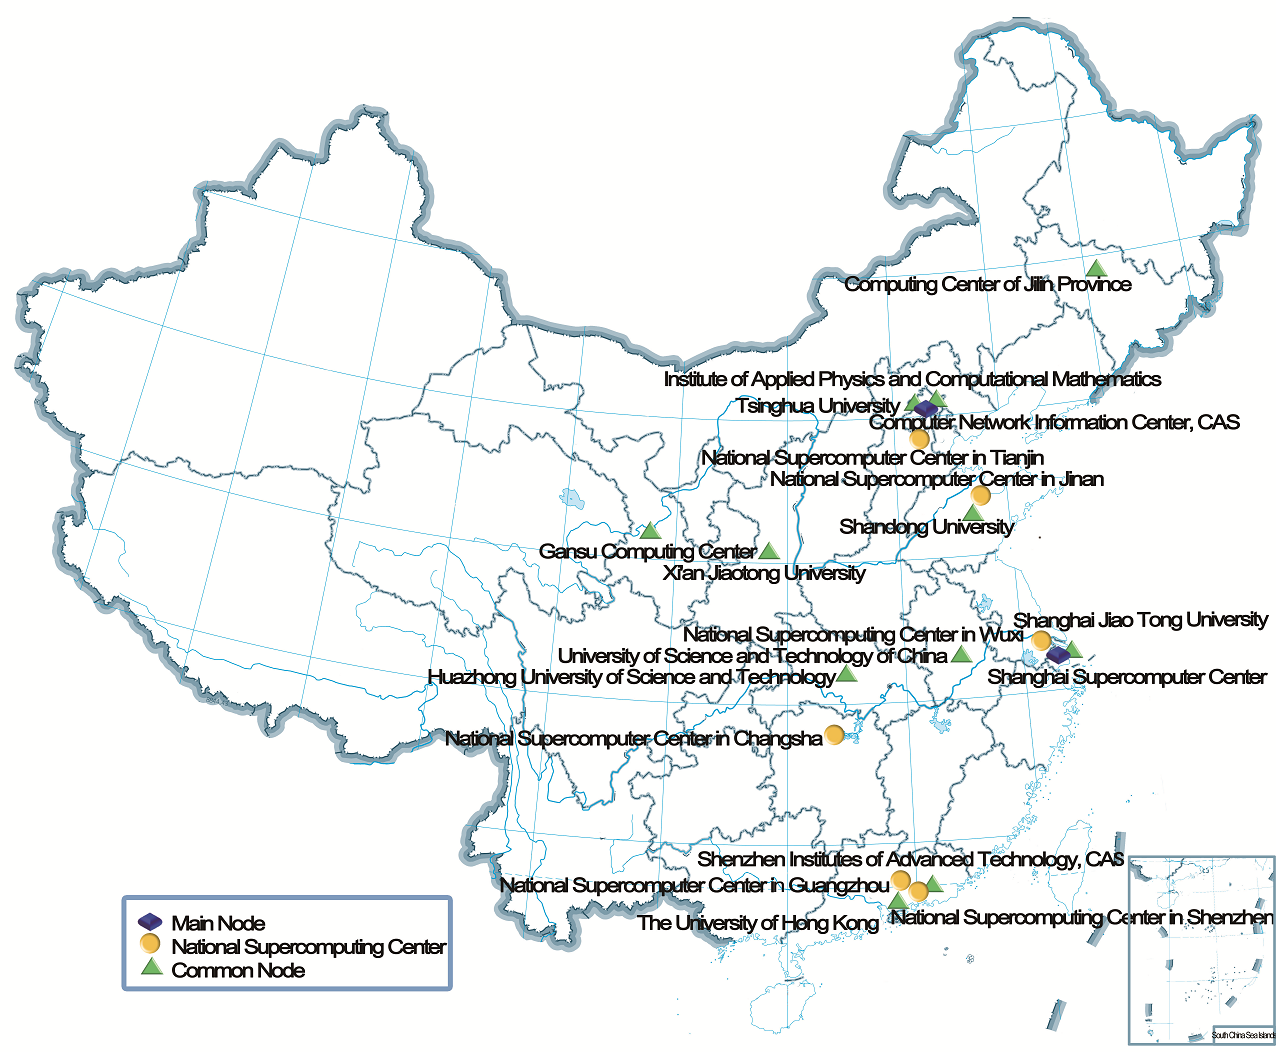 Computing Center of Jilin Province
Institute of Applied Physics and Computational Mathematics
Tsinghua University
Computer Network Information Center, CAS
National Supercomputer Center in Tianjin
National Supercomputer Center in Jinan
Shandong University
Gansu Computing Center
Xi'an Jiaotong University
Shanghai Jiao Tong University
National Supercomputing Center in Wuxi
University of Science and Technology of China
Huazhong University of Science and Technology
Shanghai Supercomputer Center
National Supercomputer Center in Changsha
Shenzhen Institutes of Advanced Technology, CAS
National Supercomputer Center in Guangzhou
The University of Hong Kong
National Supercomputing Center in Shenzhen
Main Node
National Supercomputing Center
Common Node
South China Sea Islands